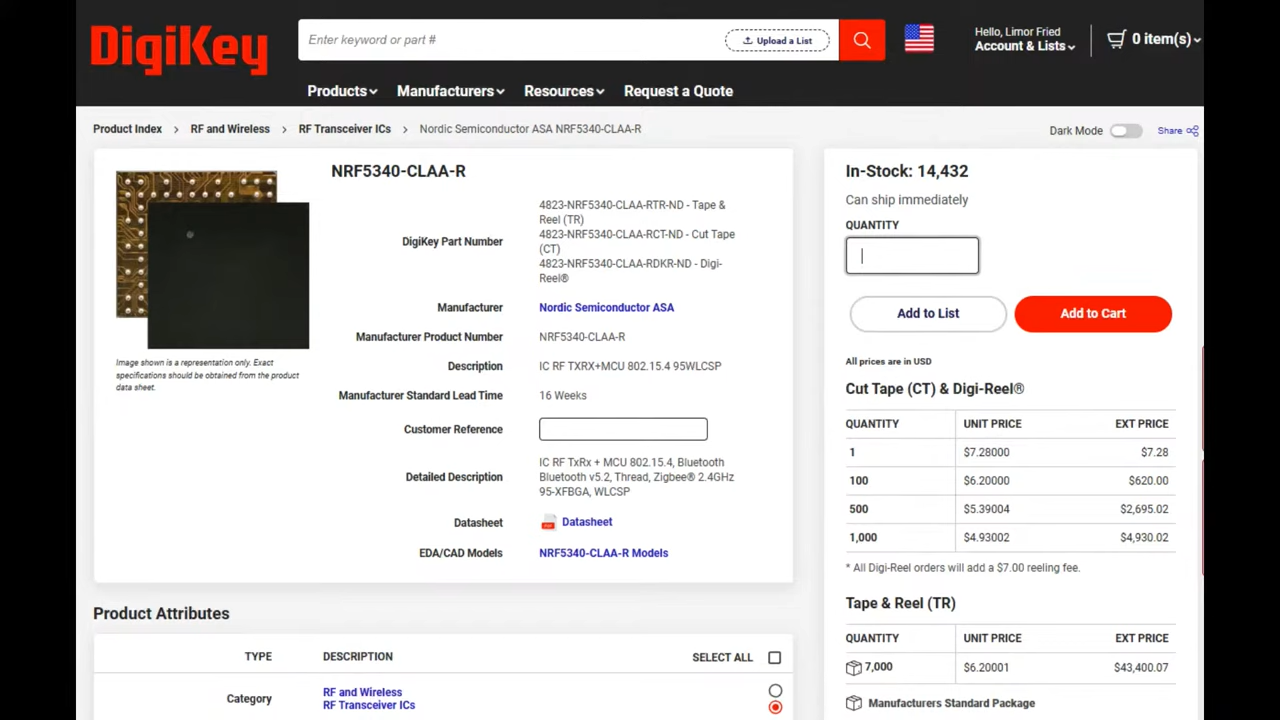 DigiKey
Enter keyword or part #
Upload a List
Hello, Limor Fried
Account & Lists
0 item(s)
Products
Manufacturers
Resources
Request a Quote
Product Index > RF and Wireless > RF Transceiver ICs > Nordic Semiconductor ASA NRF5340-CLAA-R
Dark Mode
Share
Image shown is a representation only. Exact
specifications should be obtained from the product
data sheet.
NRF5340-CLAA-R
DigiKey Part Number
4823-NRF5340-CLAA-RTR-ND - Tape &
Reel (TR)
4823-NRF5340-CLAA-RCT-ND - Cut Tape
(CT)
4823-NRF5340-CLAA-RDKR-ND - Digi-
Reel®
Manufacturer
Nordic Semiconductor ASA
Manufacturer Product Number
NRF5340-CLAA-R
Description
IC RF TXRX+MCU 802.15.4 95WLCSP
Manufacturer Standard Lead Time
16 Weeks
Customer Reference
Detailed Description
IC RF TxRx + MCU 802.15.4, Bluetooth
Bluetooth v5.2, Thread, Zigbee® 2.4GHz
95-XFBGA, WLCSP
Datasheet
Datasheet
EDA/CAD Models
NRF5340-CLAA-R Models
Product Attributes
TYPE DESCRIPTION SELECT ALL
Category
RF and Wireless
RF Transceiver ICs
In-Stock: 14,432
Can ship immediately
QUANTITY
Add to List
Add to Cart
All prices are in USD
Cut Tape (CT) & Digi-Reel®
QUANTITY UNIT PRICE EXT PRICE
1 $7.28000 $7.28
100 $6.20000 $620.00
500 $5.39004 $2,695.02
1,000 $4.93002 $4,930.02
* All Digi-Reel orders will add a $7.00 reeling fee.
Tape & Reel (TR)
QUANTITY UNIT PRICE EXT PRICE
7,000 $6.20001 $43,400.07
Manufacturers Standard Package